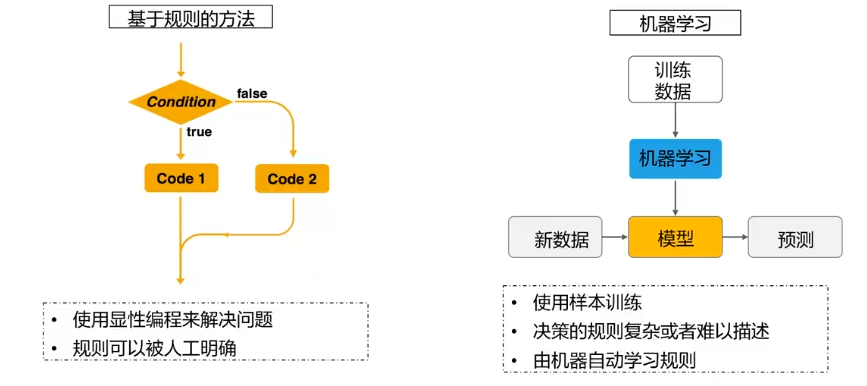 基于规则的方法
Condition
false
true
Code 1
Code 2
• 使用显性编程来解决问题
• 规则可以被人工明确
机器学习
训练
数据
机器学习
新数据
模型
预测
• 使用样本训练
• 决策的规则复杂或者难以描述
• 由机器自动学习规则